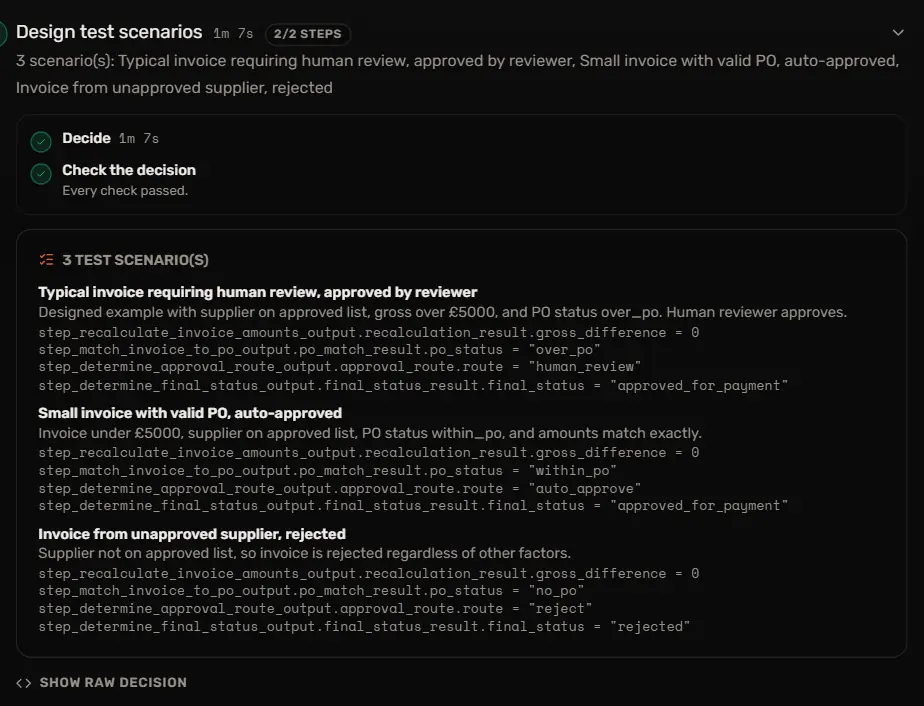 Design test scenarios 1m 7s 2/2 STEPS
3 scenario(s): Typical invoice requiring human review, approved by reviewer, Small invoice with valid PO, auto-approved,
Invoice from unapproved supplier, rejected
Decide 1m 7s
Check the decision
Every check passed.
3 TEST SCENARIO(S)
Typical invoice requiring human review, approved by reviewer
Designed example with supplier on approved list, gross over £5000, and PO status over_po. Human reviewer approves.
step_recalculate_invoice_amounts_output.recalculation_result.gross_difference = 0
step_match_invoice_to_po_output.po_match_result.po_status = "over_po"
step_determine_approval_route_output.approval_route.route = "human_review"
step_determine_final_status_output.final_status_result.final_status = "approved_for_payment"
Small invoice with valid PO, auto-approved
Invoice under £5000, supplier on approved list, PO status within_po, and amounts match exactly.
step_recalculate_invoice_amounts_output.recalculation_result.gross_difference = 0
step_match_invoice_to_po_output.po_match_result.po_status = "within_po"
step_determine_approval_route_output.approval_route.route = "auto_approve"
step_determine_final_status_output.final_status_result.final_status = "approved_for_payment"
Invoice from unapproved supplier, rejected
Supplier not on approved list, so invoice is rejected regardless of other factors.
step_recalculate_invoice_amounts_output.recalculation_result.gross_difference = 0
step_match_invoice_to_po_output.po_match_result.po_status = "no_po"
step_determine_approval_route_output.approval_route.route = "reject"
step_determine_final_status_output.final_status_result.final_status = "rejected"
SHOW RAW DECISION